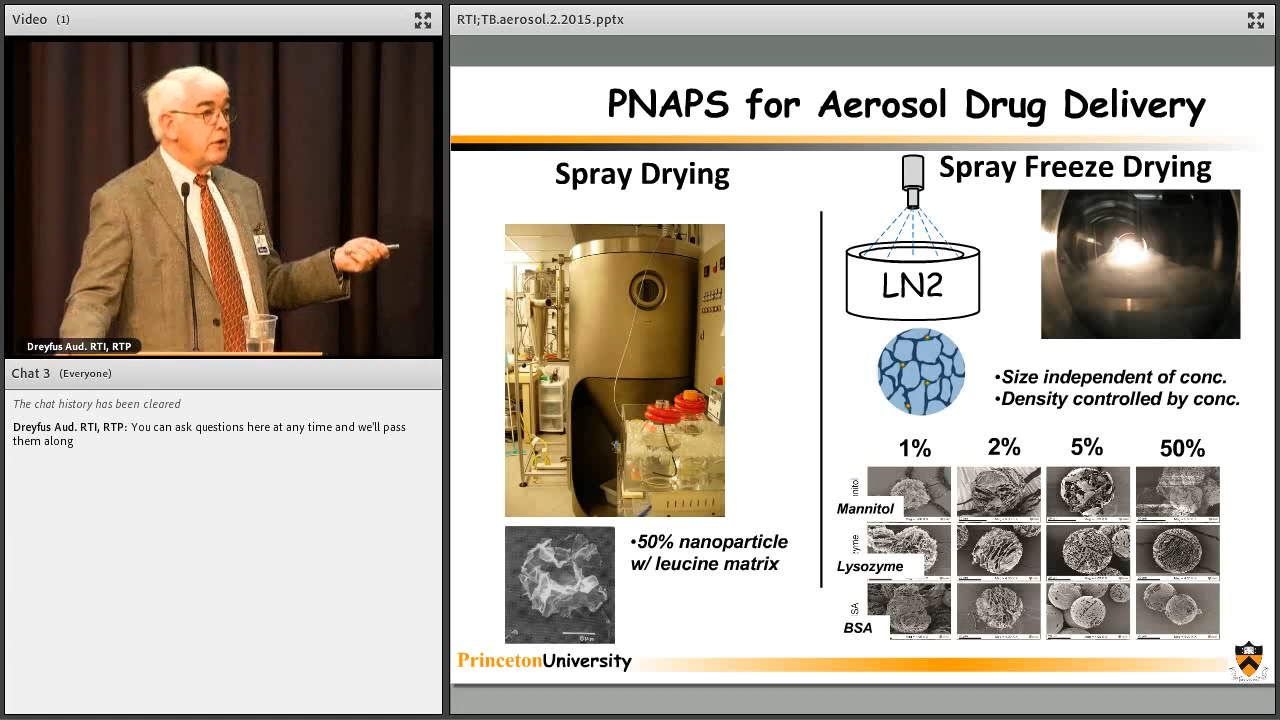 Video (1)
Dreyfus Aud. RTI, RTP
Chat 3 (Everyone)
The chat history has been cleared
Dreyfus Aud. RTI, RTP: You can ask questions here at any time and we'll pass
them along
RTI;TB.aerosol.2.2015.pptx
PNAPS for Aerosol Drug Delivery
Spray Drying
•50% nanoparticle
w/ leucine matrix
Spray Freeze Drying
LN2
•Size independent of conc.
•Density controlled by conc.
1% 2% 5% 50%
Mannitol
Lysozyme
BSA
PrincetonUniversity